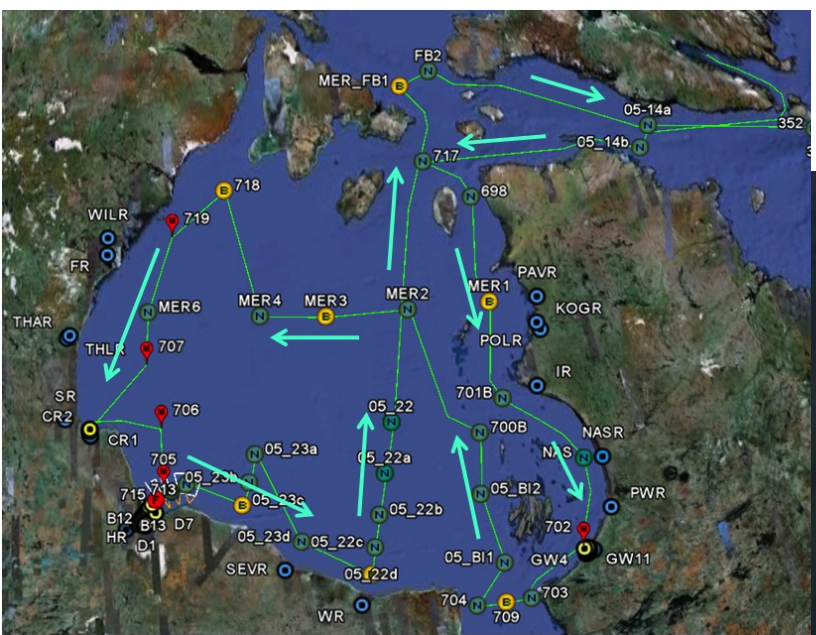 FB2
MER_FB1
05-14a
352
05_14b
717
718
698
719
WILR
FR
PAVR
MER1
MER2
MER6
MER4
MER3
KOGR
THAR
POLR
THLR
707
IR
SR
701B
706
05_22
CR2
CR1
700B
NASR
05_23a
NAS
705
05_22a
05_23b
713
715
05_23c
05_BI2
PWR
B12
B13
D7
05_22b
702
HR
D1
05_23d
05_22c
05_BI1
GW4
GW11
SEVR
05_22d
WR
704
709
703